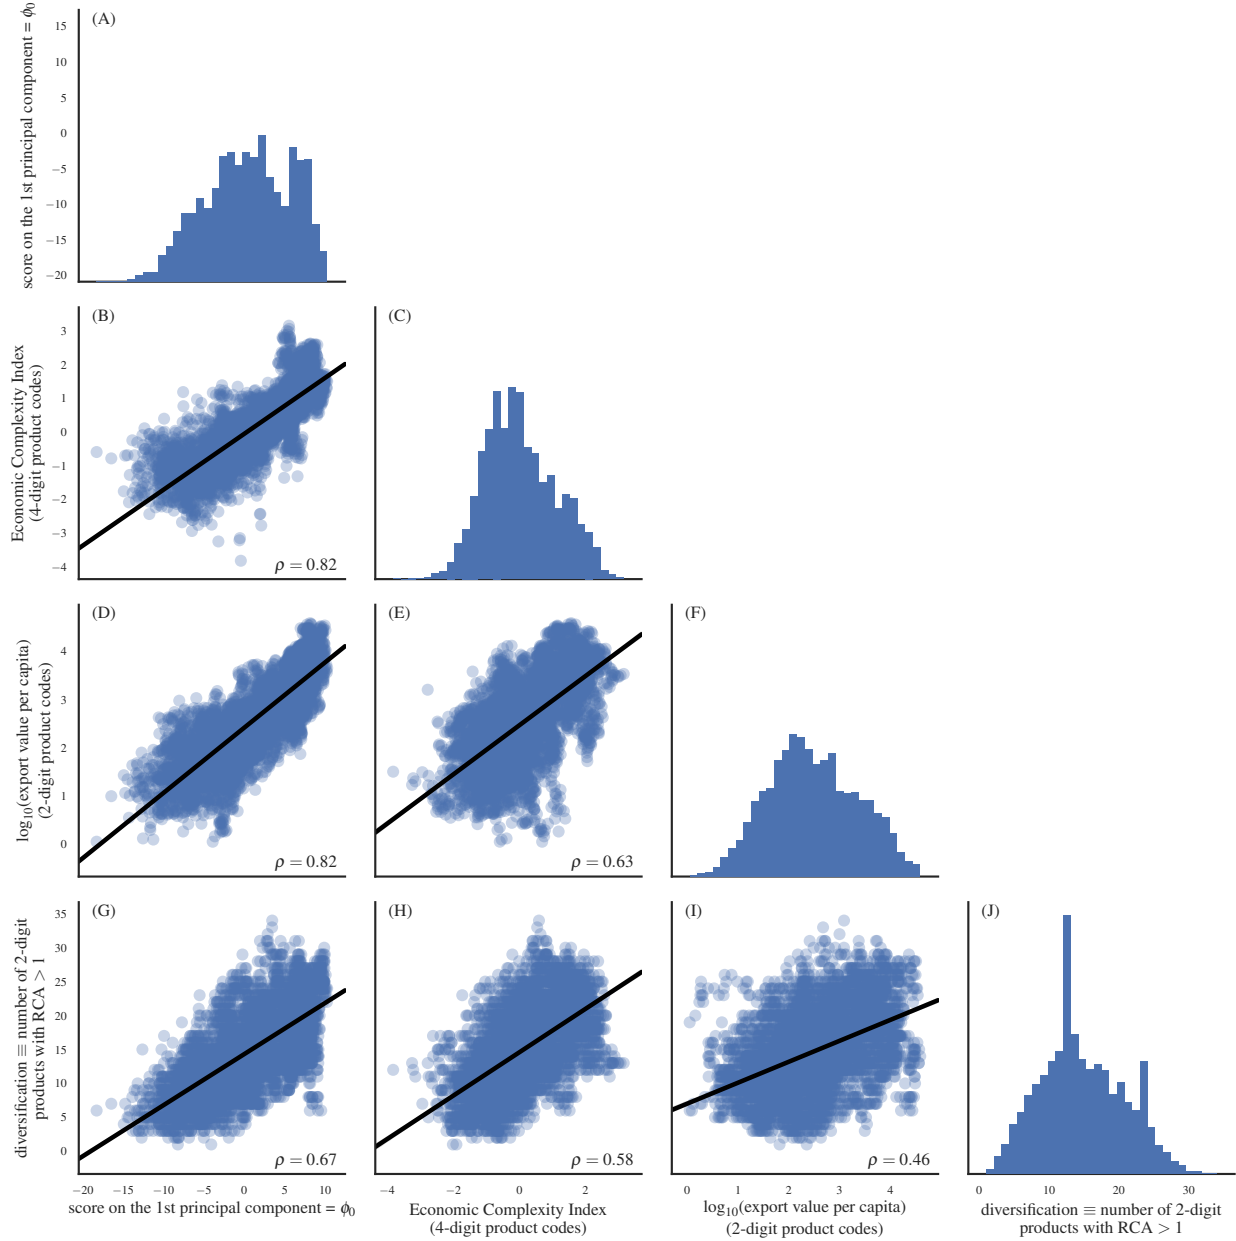 (A)
score on the 1st principal component = ϕ₀
15
10
5
0
−5
−10
−15
−20
(B)
Economic Complexity Index
(4-digit product codes)
3
2
1
0
−1
−2
−3
−4
ρ = 0.82
(C)
(D)
log₁₀(export value per capita)
(2-digit product codes)
4
3
2
1
0
ρ = 0.82
(E)
ρ = 0.63
(F)
(G)
diversification ≡ number of 2-digit
products with RCA > 1
35
30
25
20
15
10
5
0
ρ = 0.67
(H)
ρ = 0.58
(I)
ρ = 0.46
(J)
−20 −15 −10 −5 0 5 10
score on the 1st principal component = ϕ₀
−4 −2 0 2
Economic Complexity Index
(4-digit product codes)
0 1 2 3 4
log₁₀(export value per capita)
(2-digit product codes)
0 10 20 30
diversification ≡ number of 2-digit
products with RCA > 1